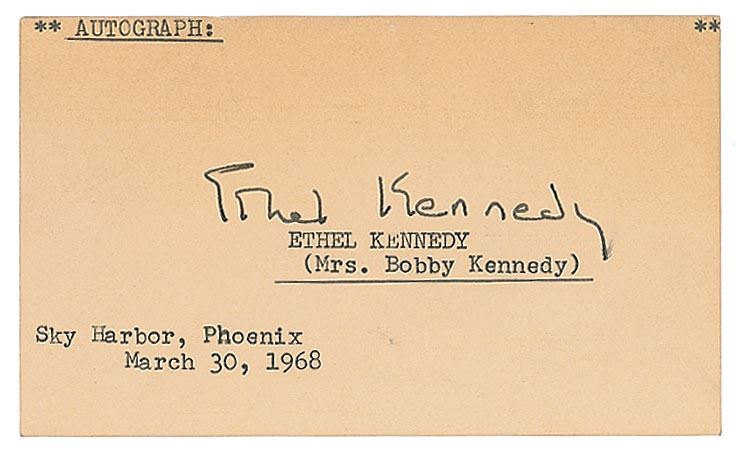 ** AUTOGRAPH: **
Ethel Kennedy
ETHEL KENNEDY
(Mrs. Bobby Kennedy)
Sky Harbor, Phoenix
March 30, 1968